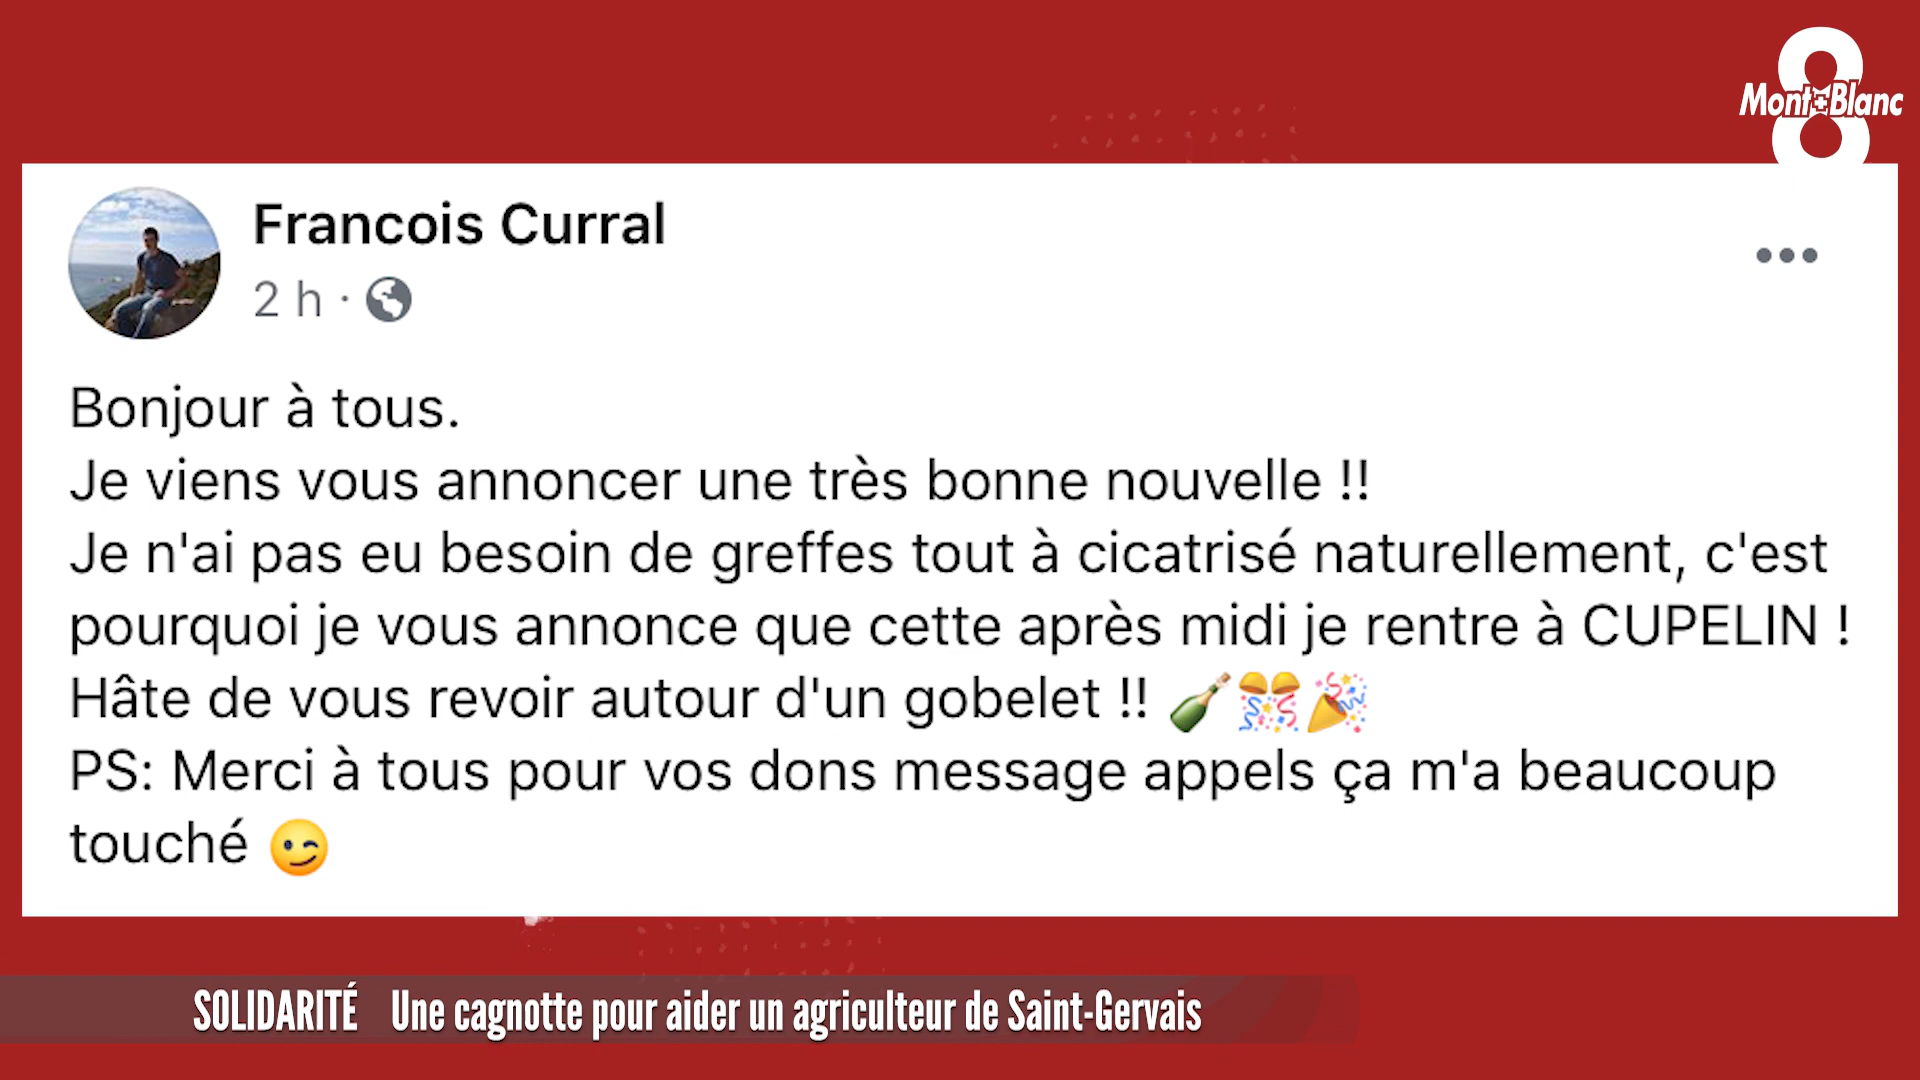 8
Mont-Blanc
Francois Curral
2 h ·
Bonjour à tous.
Je viens vous annoncer une très bonne nouvelle !!
Je n'ai pas eu besoin de greffes tout à cicatrisé naturellement, c'est
pourquoi je vous annonce que cette après midi je rentre à CUPELIN !
Hâte de vous revoir autour d'un gobelet !! 🍾🎊🎉
PS: Merci à tous pour vos dons message appels ça m'a beaucoup
touché 😉
SOLIDARITÉ Une cagnotte pour aider un agriculteur de Saint-Gervais